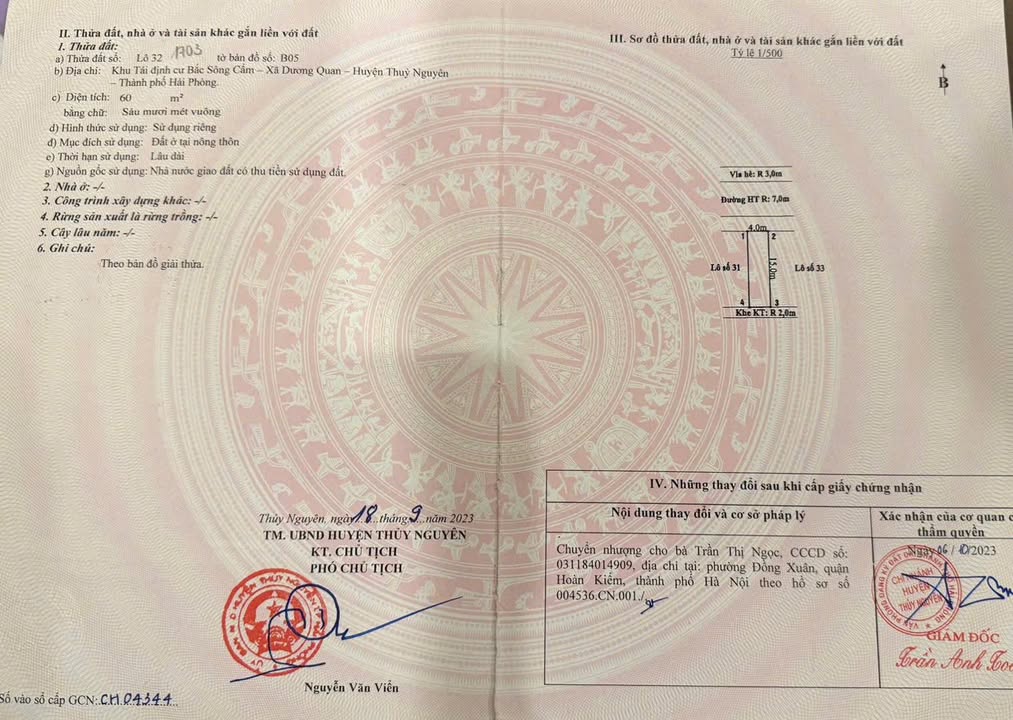 II. Thửa đất, nhà ở và tài sản khác gắn liền với đất
1. Thửa đất:
a) Thửa đất số: Lô 32 1703 tờ bản đồ số: B05
b) Địa chỉ: Khu Tái định cư Bắc Sông Cấm – Xã Dương Quan – Huyện Thuỷ Nguyên
– Thành phố Hải Phòng.
c) Diện tích: 60 m²
bằng chữ: Sáu mươi mét vuông
d) Hình thức sử dụng: Sử dụng riêng
đ) Mục đích sử dụng: Đất ở tại nông thôn
e) Thời hạn sử dụng: Lâu dài
g) Nguồn gốc sử dụng: Nhà nước giao đất có thu tiền sử dụng đất.
2. Nhà ở: -/-
3. Công trình xây dựng khác: -/-
4. Rừng sản xuất là rừng trồng: -/-
5. Cây lâu năm: -/-
6. Ghi chú:
Theo bản đồ giải thửa.
Thủy Nguyên, ngày 18 tháng 9 năm 2023
TM. UBND HUYỆN THỦY NGUYÊN
KT. CHỦ TỊCH
PHÓ CHỦ TỊCH
Nguyễn Văn Viển
Số vào sổ cấp GCN: CH04344
III. Sơ đồ thửa đất, nhà ở và tài sản khác gắn liền với đất
Tỷ lệ 1/500
B
Vỉa hè: R 3,0m
Đường HT R: 7,0m
4.0m
1 2
15.0m
Lô số 31 Lô số 33
4 3
Khe KT: R 2,0m
IV. Những thay đổi sau khi cấp giấy chứng nhận
Nội dung thay đổi và cơ sở pháp lý
Xác nhận của cơ quan c
thẩm quyền
Chuyển nhượng cho bà Trần Thị Ngọc, CCCD số:
031184014909, địa chỉ tại: phường Đồng Xuân, quận
Hoàn Kiếm, thành phố Hà Nội theo hồ sơ số
004536.CN.001./
Ngày 06/10/2023
CHI NHÁNH
HUYỆN
THỦY NGUYÊN
GIÁM ĐỐC
Trần Anh